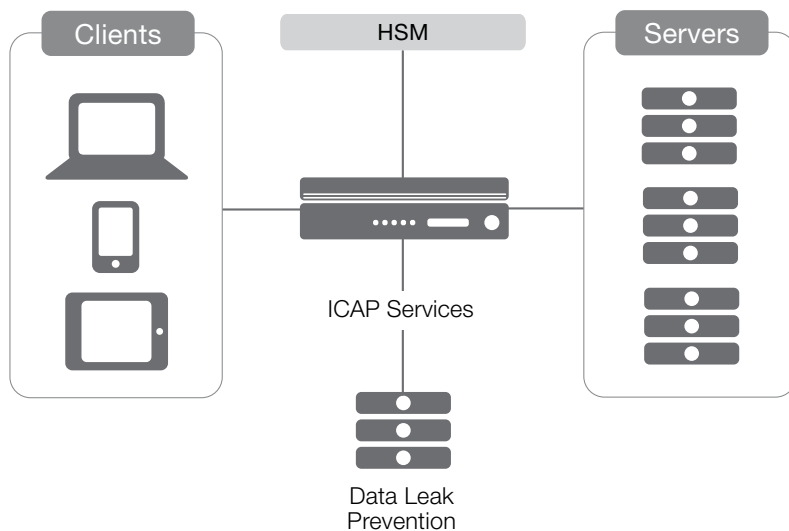 Clients
HSM
Servers
ICAP Services
Data Leak
Prevention